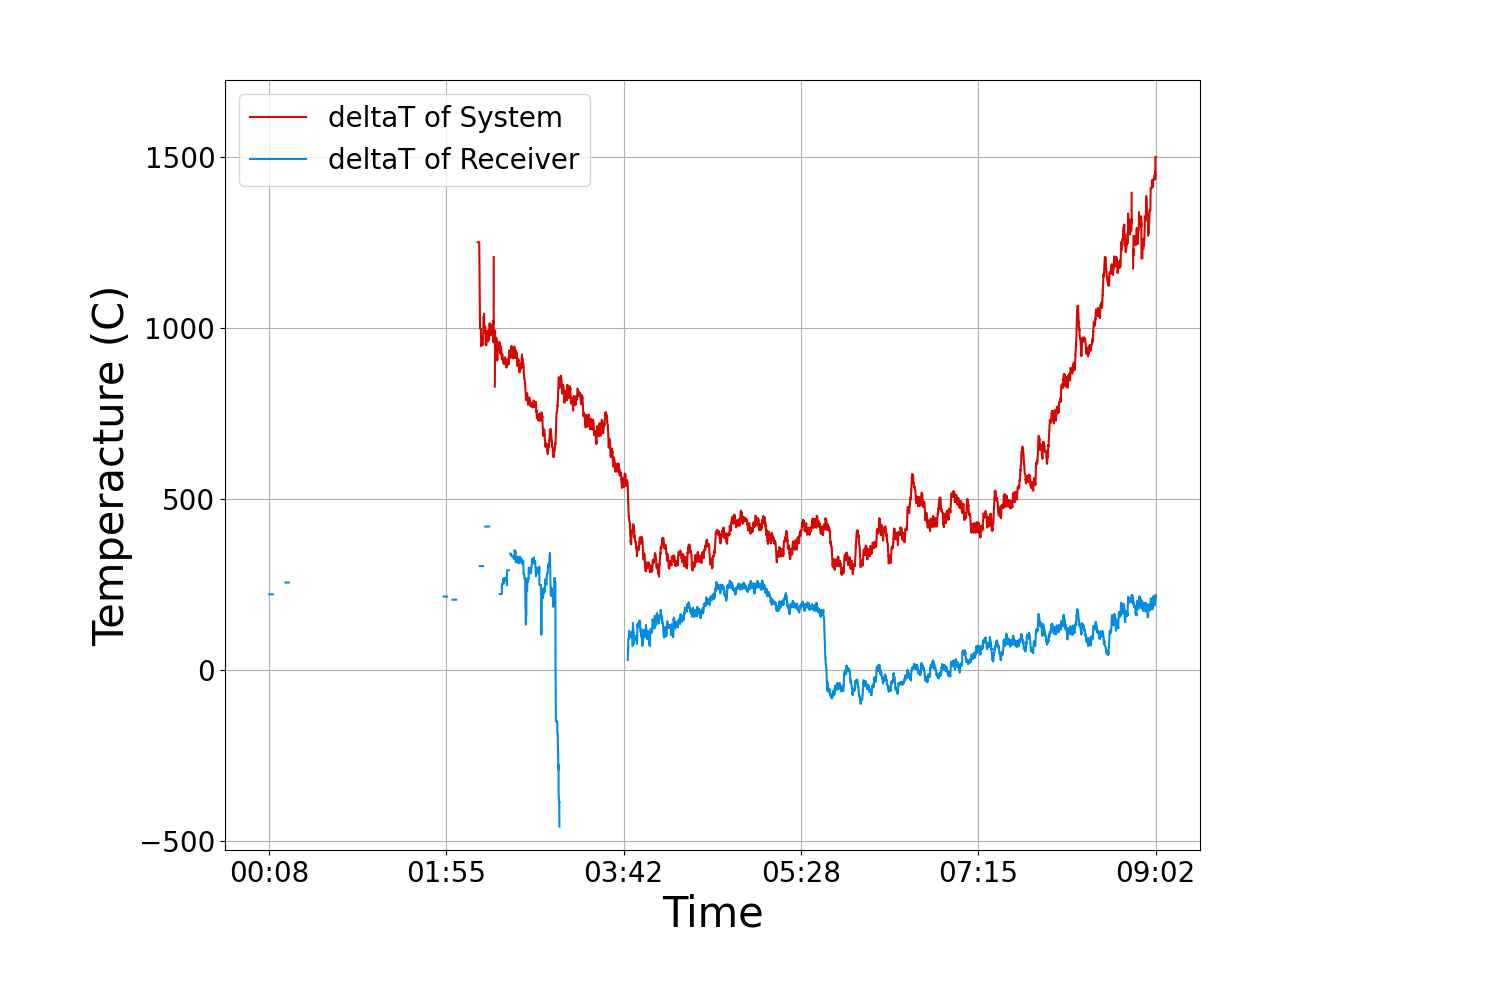 deltaT of System
deltaT of Receiver
1500
1000
500
0
−500
Temperacture (C)
00:08 01:55 03:42 05:28 07:15 09:02
Time